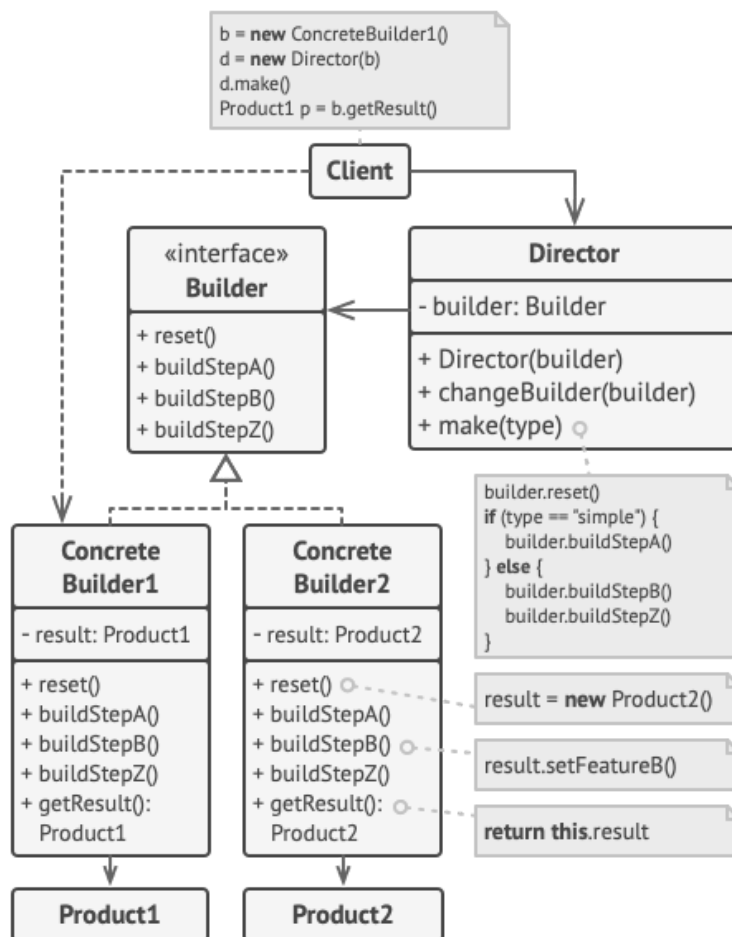 b = new ConcreteBuilder1()
d = new Director(b)
d.make()
Product1 p = b.getResult()
Client
«interface»
Builder
+ reset()
+ buildStepA()
+ buildStepB()
+ buildStepZ()
Director
- builder: Builder
+ Director(builder)
+ changeBuilder(builder)
+ make(type)
builder.reset()
if (type == "simple") {
builder.buildStepA()
} else {
builder.buildStepB()
builder.buildStepZ()
}
Concrete
Builder1
- result: Product1
+ reset()
+ buildStepA()
+ buildStepB()
+ buildStepZ()
+ getResult():
Product1
Concrete
Builder2
- result: Product2
+ reset()
+ buildStepA()
+ buildStepB()
+ buildStepZ()
+ getResult():
Product2
result = new Product2()
result.setFeatureB()
return this.result
Product1
Product2